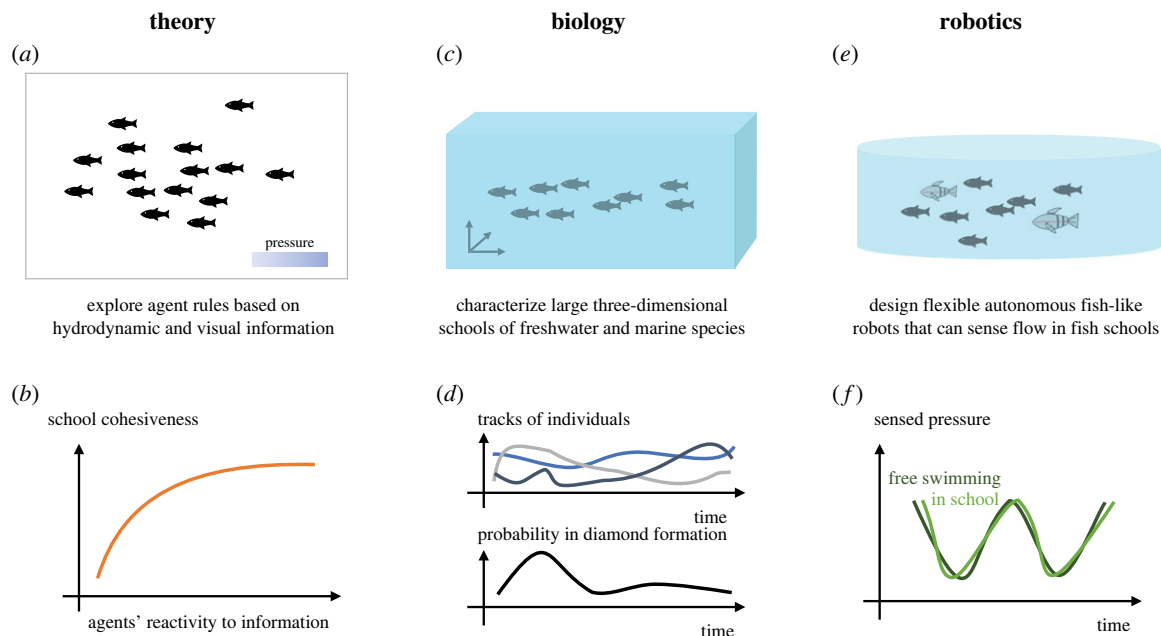 theory
biology
robotics
(a)
(c)
(e)
pressure
explore agent rules based on
hydrodynamic and visual information
characterize large three-dimensional
schools of freshwater and marine species
design flexible autonomous fish-like
robots that can sense flow in fish schools
(b)
school cohesiveness
agents’ reactivity to information
(d)
tracks of individuals
time
probability in diamond formation
time
(f)
sensed pressure
free swimming
in school
time